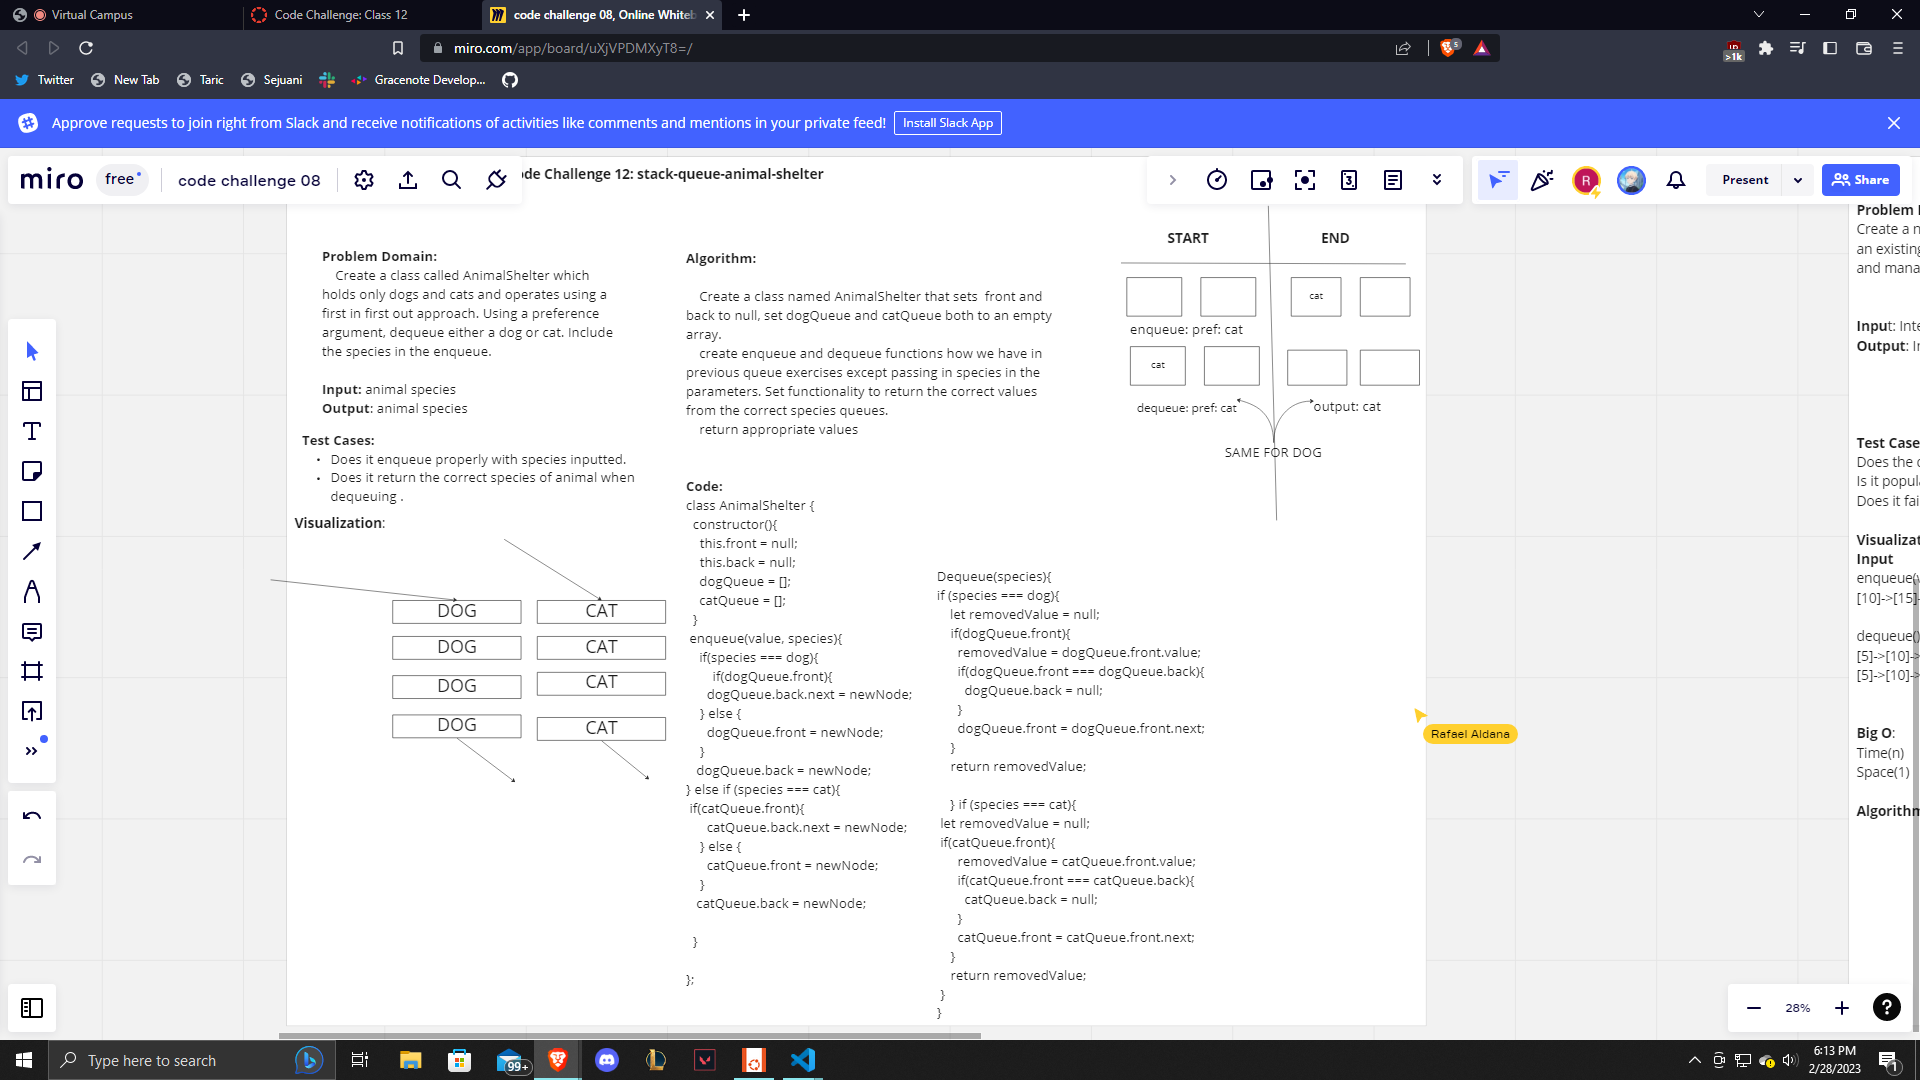 Virtual Campus
Code Challenge: Class 12
code challenge 08, Online Whiteb
miro.com/app/board/uXjVPDMXyT8=/
>1k
Twitter
New Tab
Taric
Sejuani
Gracenote Develop...
Approve requests to join right from Slack and receive notifications of activities like comments and mentions in your private feed!
Install Slack App
miro
free
code challenge 08
ode Challenge 12: stack-queue-animal-shelter
R
Present
Share
Problem Domain:
Create a class called AnimalShelter which
holds only dogs and cats and operates using a
first in first out approach. Using a preference
argument, dequeue either a dog or cat. Include
the species in the enqueue.
Input: animal species
Output: animal species
Test Cases:
• Does it enqueue properly with species inputted.
• Does it return the correct species of animal when
dequeuing .
Visualization:
DOG
CAT
DOG
CAT
DOG
CAT
DOG
CAT
Algorithm:
Create a class named AnimalShelter that sets  front and
back to null, set dogQueue and catQueue both to an empty
array.
create enqueue and dequeue functions how we have in
previous queue exercises except passing in species in the
parameters. Set functionality to return the correct values
from the correct species queues.
return appropriate values
Code:
class AnimalShelter {
constructor(){
this.front = null;
this.back = null;
dogQueue = [];
catQueue = [];
}
enqueue(value, species){
if(species === dog){
if(dogQueue.front){
dogQueue.back.next = newNode;
} else {
dogQueue.front = newNode;
}
dogQueue.back = newNode;
} else if (species === cat){
if(catQueue.front){
catQueue.back.next = newNode;
} else {
catQueue.front = newNode;
}
catQueue.back = newNode;
}
};
Dequeue(species){
if (species === dog){
let removedValue = null;
if(dogQueue.front){
removedValue = dogQueue.front.value;
if(dogQueue.front === dogQueue.back){
dogQueue.back = null;
}
dogQueue.front = dogQueue.front.next;
}
return removedValue;
} if (species === cat){
let removedValue = null;
if(catQueue.front){
removedValue = catQueue.front.value;
if(catQueue.front === catQueue.back){
catQueue.back = null;
}
catQueue.front = catQueue.front.next;
}
return removedValue;
}
}
START
END
cat
enqueue: pref: cat
cat
dequeue: pref: cat
output: cat
SAME FOR DOG
Rafael Aldana
Problem
Create a n
an existing
and mana
Input: Inte
Output: I
Test Case
Does the
Is it popul
Does it fai
Visualizat
Input
enqueue(
[10]->[15]-
dequeue()
[5]->[10]->
[5]->[10]->
Big O:
Time(n)
Space(1)
Algorithm
28%
Type here to search
99+
6:13 PM
2/28/2023
1